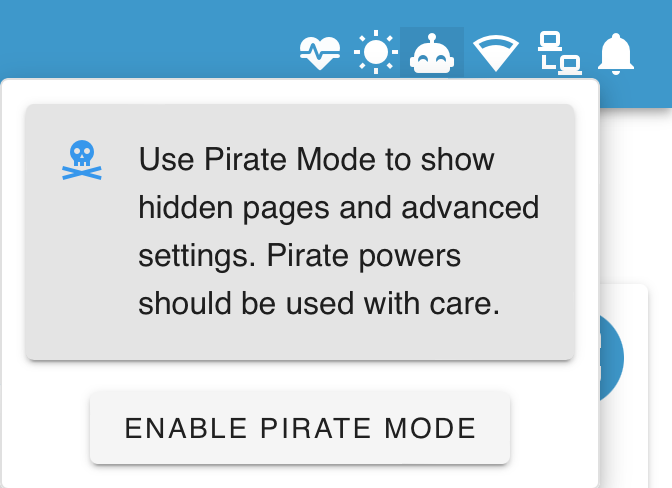 Use Pirate Mode to show
hidden pages and advanced
settings. Pirate powers
should be used with care.
ENABLE PIRATE MODE